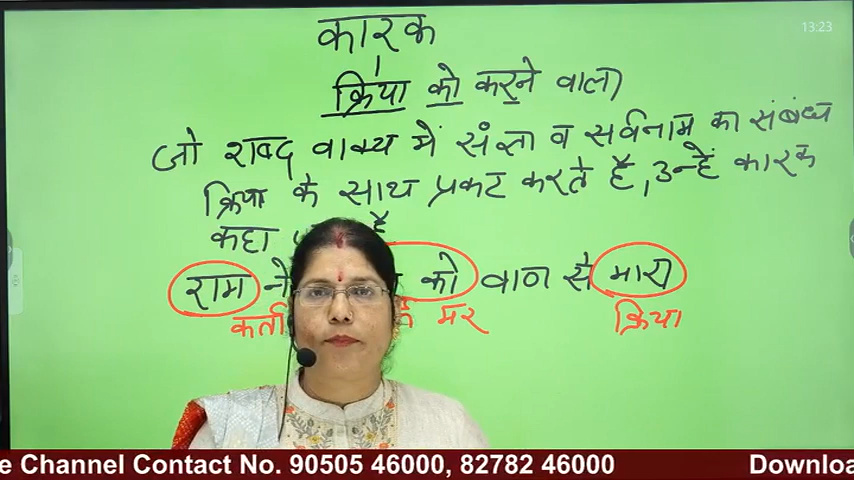 13:23
कारक
क्रिया को करने वाला
जो शब्द वाक्य में संज्ञा व सर्वनाम का संबंध
क्रिया के साथ प्रकट करते हैं, उन्हें कारक
कहा है
राम ने को वान से मारा
कर्ता मर क्रिया
e Channel Contact No. 90505 46000, 82782 46000 Downloa